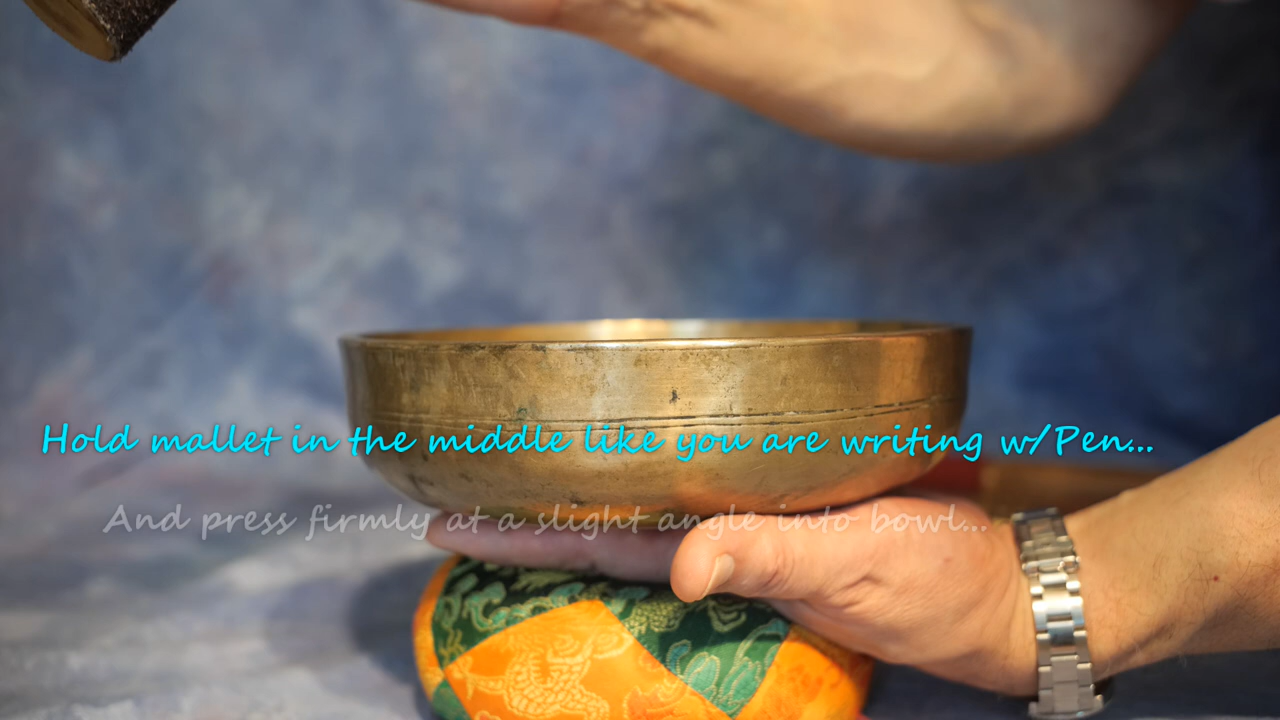 Hold mallet in the middle like you are writing w/Pen...
And press firmly at a slight angle into bowl...